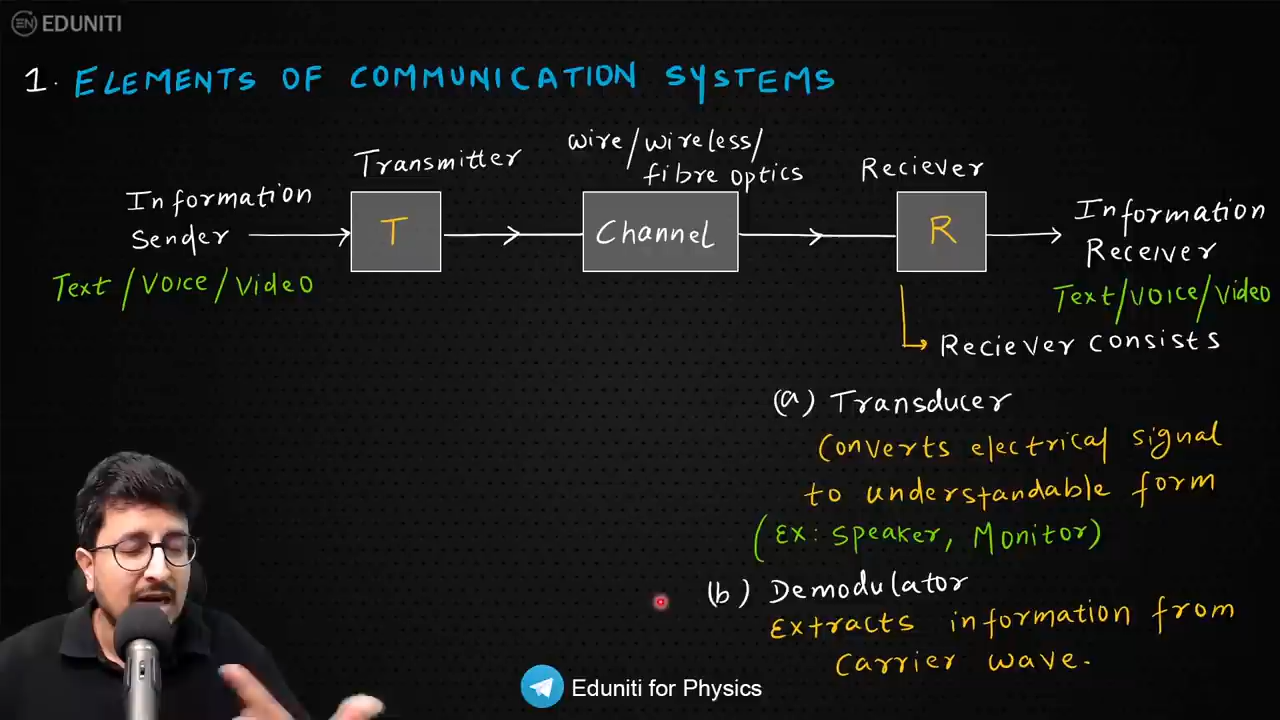 EDUNITI
1. ELEMENTS OF COMMUNICATION SYSTEMS
Information
Sender
Text/Voice/Video
Transmitter
T
wire/wireless/
fibre optics
Channel
Reciever
R
Information
Receiver
Text/Voice/Video
Reciever consists
(a) Transducer
Converts electrical signal
to understandable form
(Ex: Speaker, Monitor)
(b) Demodulator
Extracts information from
carrier wave.
Eduniti for Physics